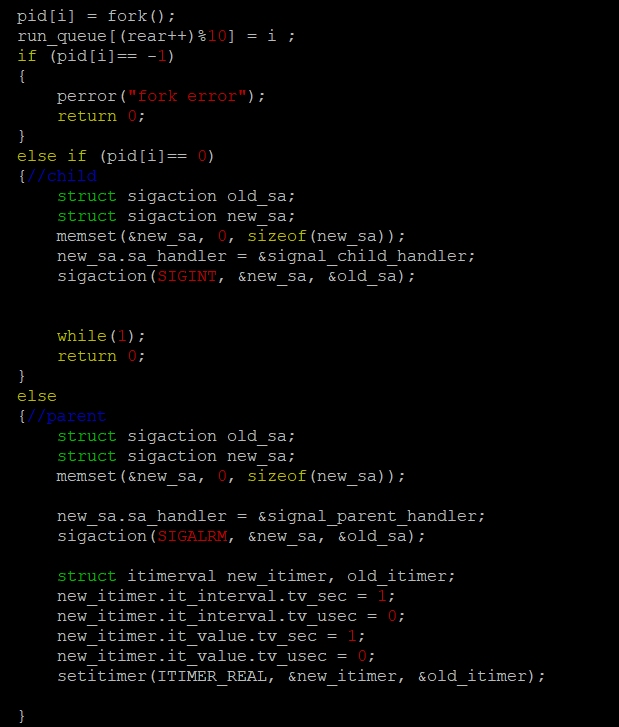 pid[i] = fork();
run_queue[(rear++)%10] = i ;
if (pid[i]== -1)
{
    perror("fork error");
    return 0;
}
else if (pid[i]== 0)
{//child
    struct sigaction old_sa;
    struct sigaction new_sa;
    memset(&new_sa, 0, sizeof(new_sa));
    new_sa.sa_handler = &signal_child_handler;
    sigaction(SIGINT, &new_sa, &old_sa);
    while(1);
    return 0;
}
else
{//parent
    struct sigaction old_sa;
    struct sigaction new_sa;
    memset(&new_sa, 0, sizeof(new_sa));
    new_sa.sa_handler = &signal_parent_handler;
    sigaction(SIGALRM, &new_sa, &old_sa);
    struct itimerval new_itimer, old_itimer;
    new_itimer.it_interval.tv_sec = 1;
    new_itimer.it_interval.tv_usec = 0;
    new_itimer.it_value.tv_sec = 1;
    new_itimer.it_value.tv_usec = 0;
    setitimer(ITIMER_REAL, &new_itimer, &old_itimer);
}